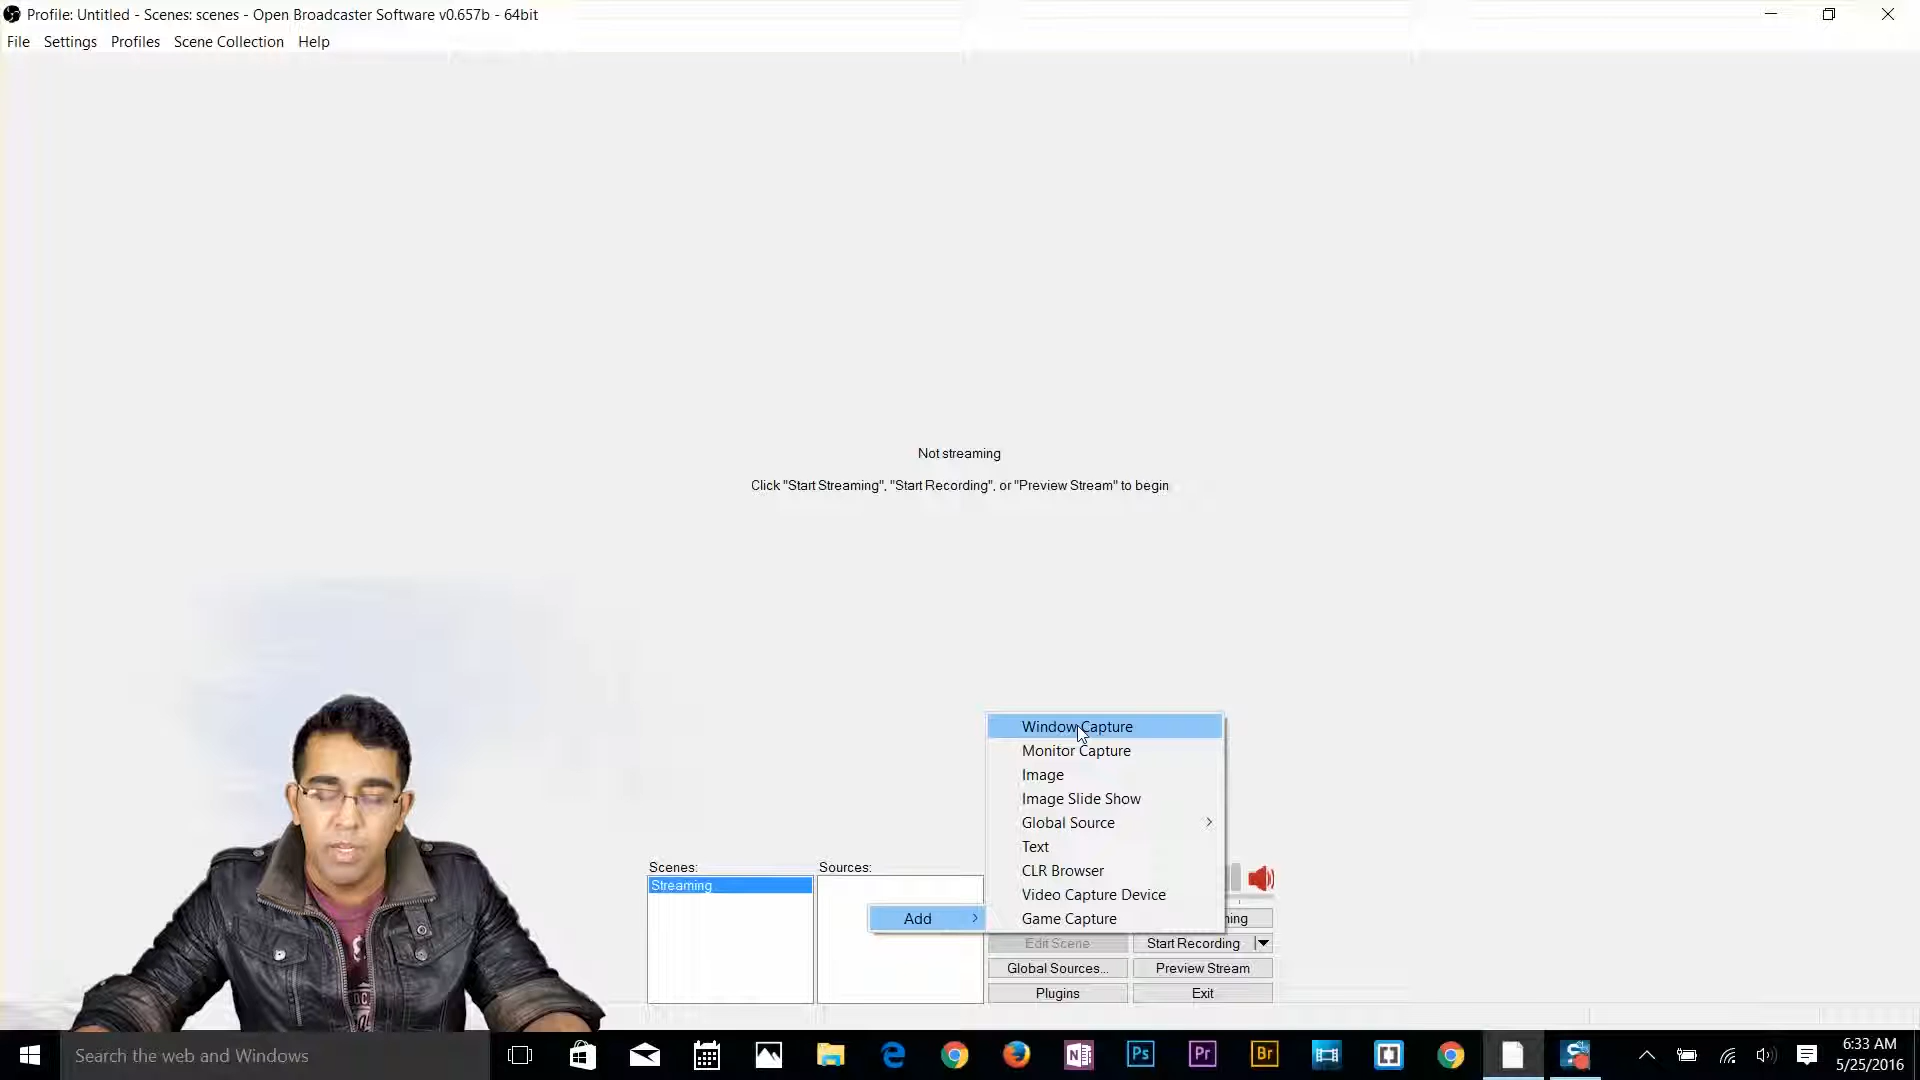 Profile: Untitled - Scenes: scenes - Open Broadcaster Software v0.657b - 64bit
File Settings Profiles Scene Collection Help
Not streaming
Click "Start Streaming", "Start Recording", or "Preview Stream" to begin
Window Capture
Monitor Capture
Image
Image Slide Show
Global Source
Text
CLR Browser
Video Capture Device
Game Capture
Scenes: Sources:
Streaming
Add
Edit Scene Start Recording
Global Sources... Preview Stream
Plugins Exit
Search the web and Windows
Ps Pr Br
6:33 AM
5/25/2016